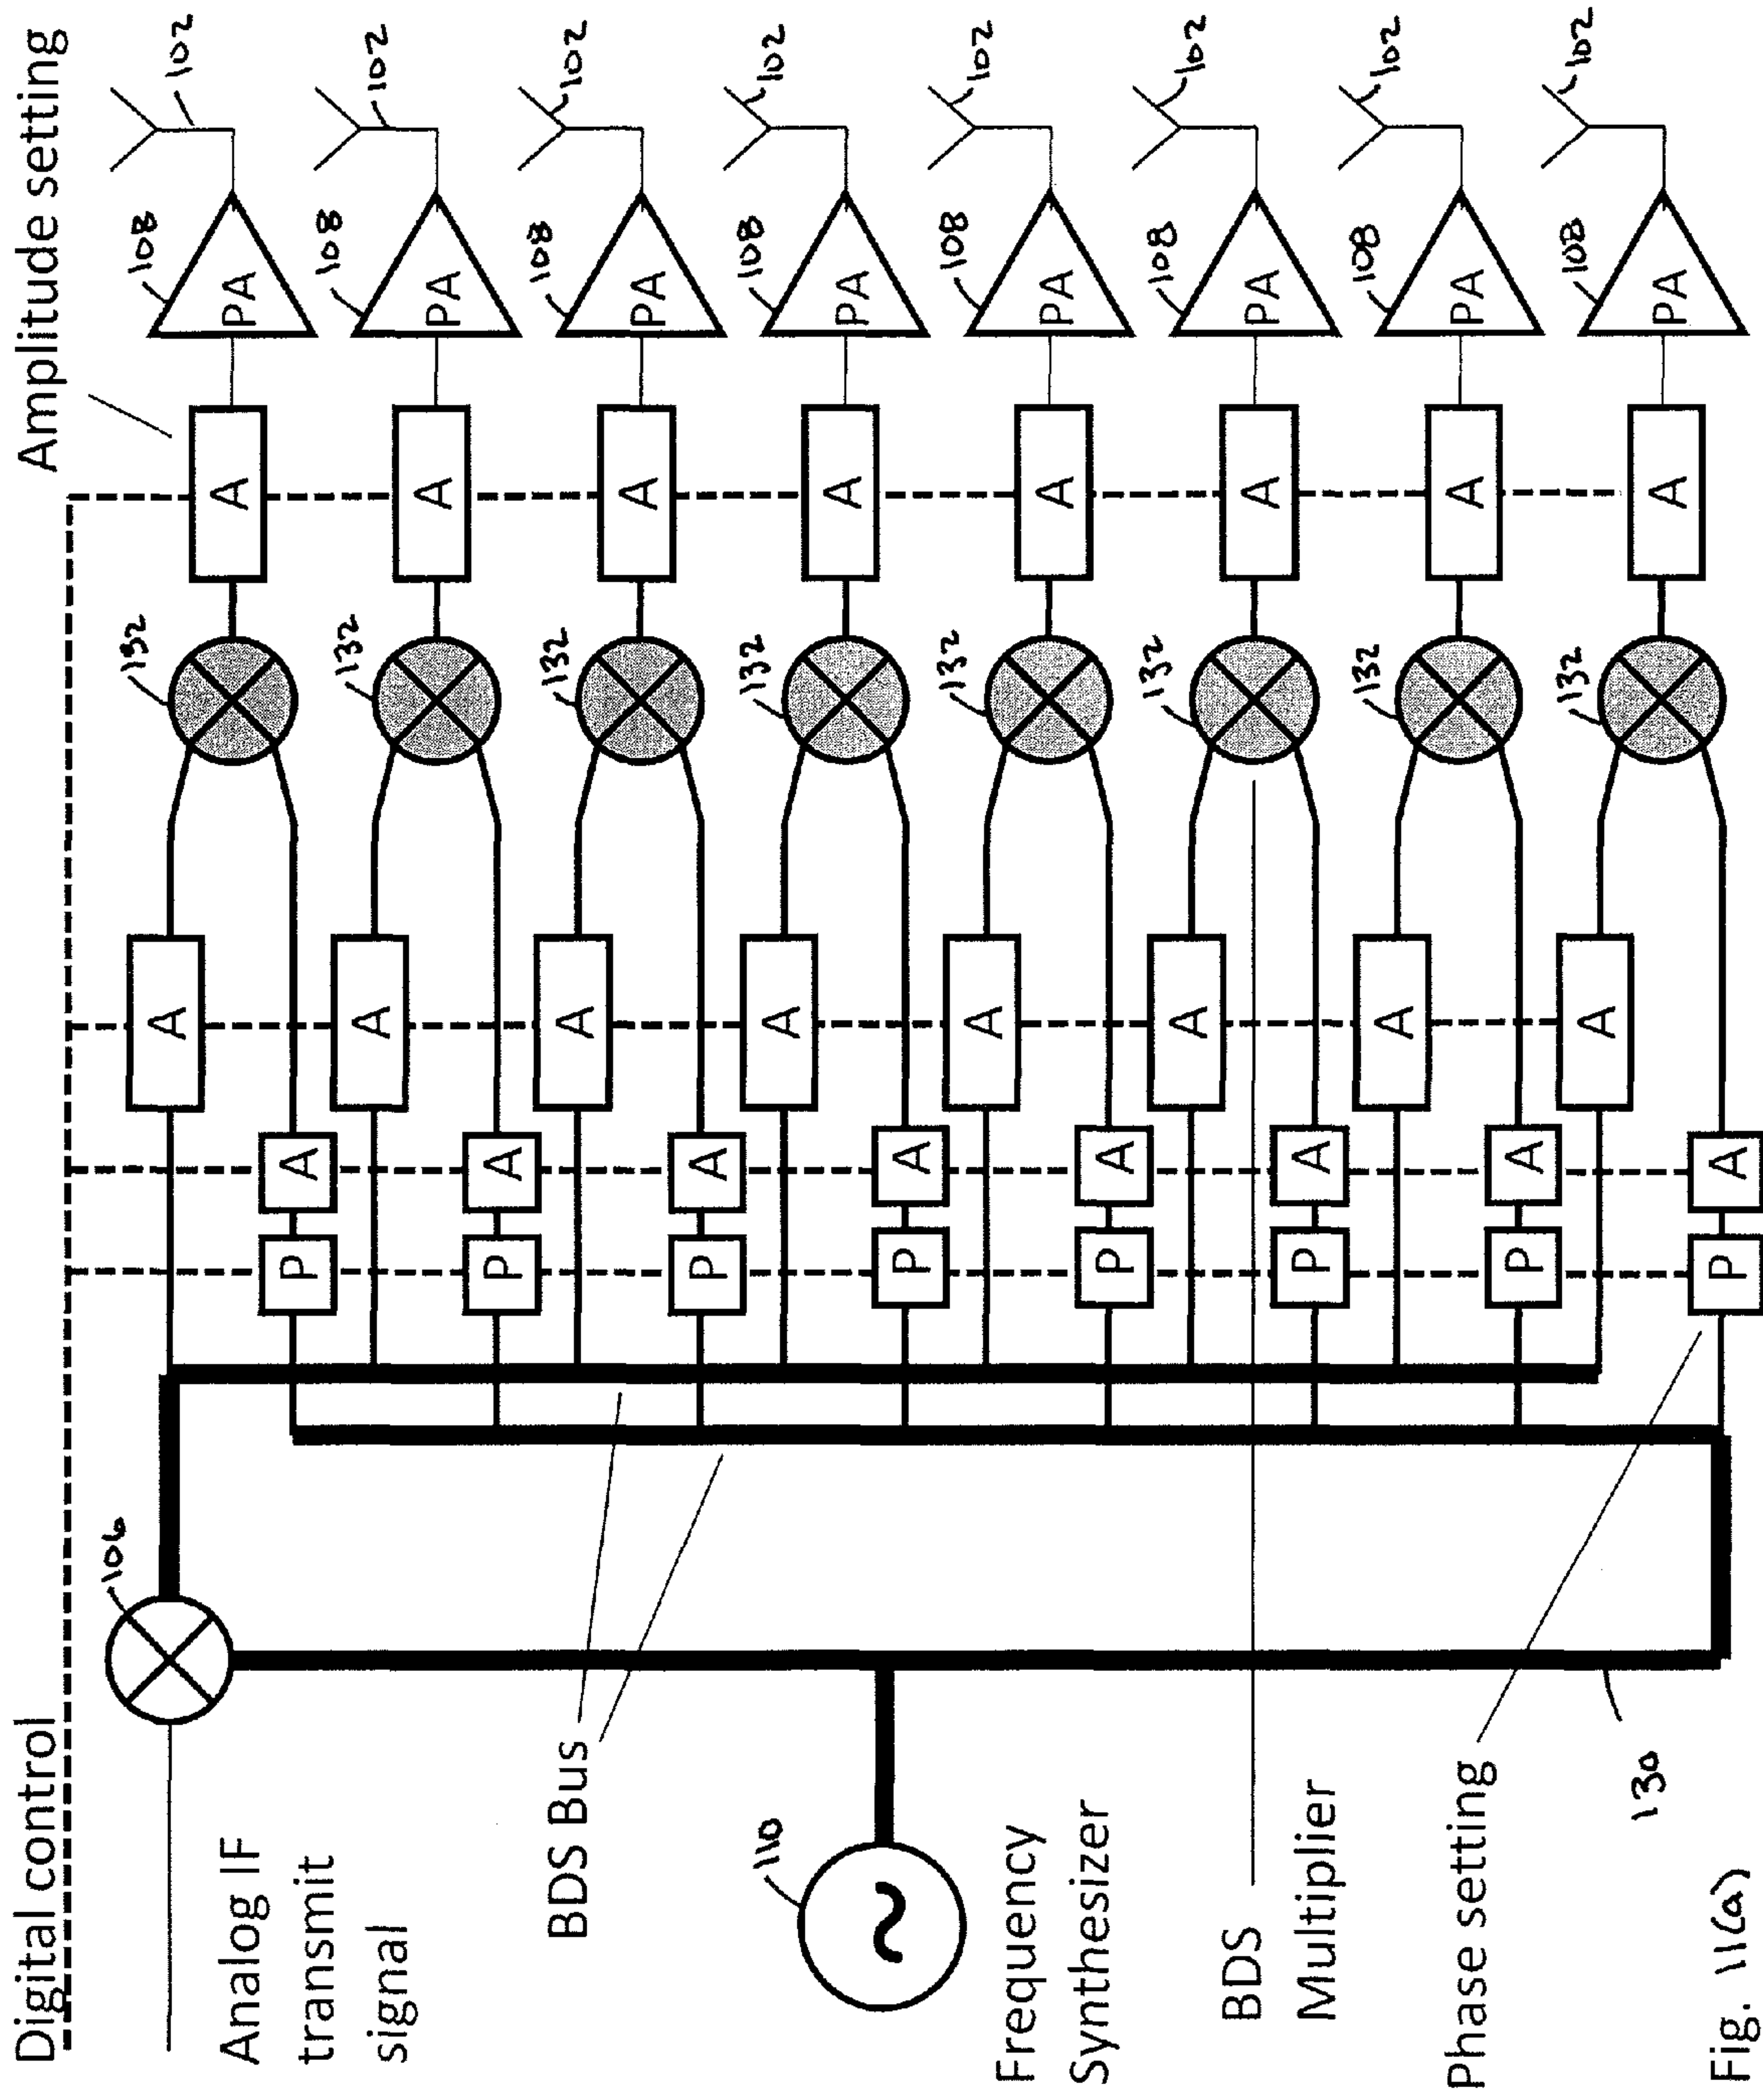 Digital control
Amplitude setting
106
132
108
102
A
A
PA
Analog IF
transmit
signal
P
A
132
108
102
A
A
PA
P
A
132
108
102
A
A
PA
BDS Bus
P
A
132
108
102
A
A
PA
110
P
A
132
108
102
A
A
PA
Frequency
Synthesizer
P
A
132
108
102
A
A
PA
BDS
Multiplier
P
A
132
108
102
A
A
PA
Phase setting
P
A
132
108
102
A
A
PA
130
P
A
Fig. 11(a)